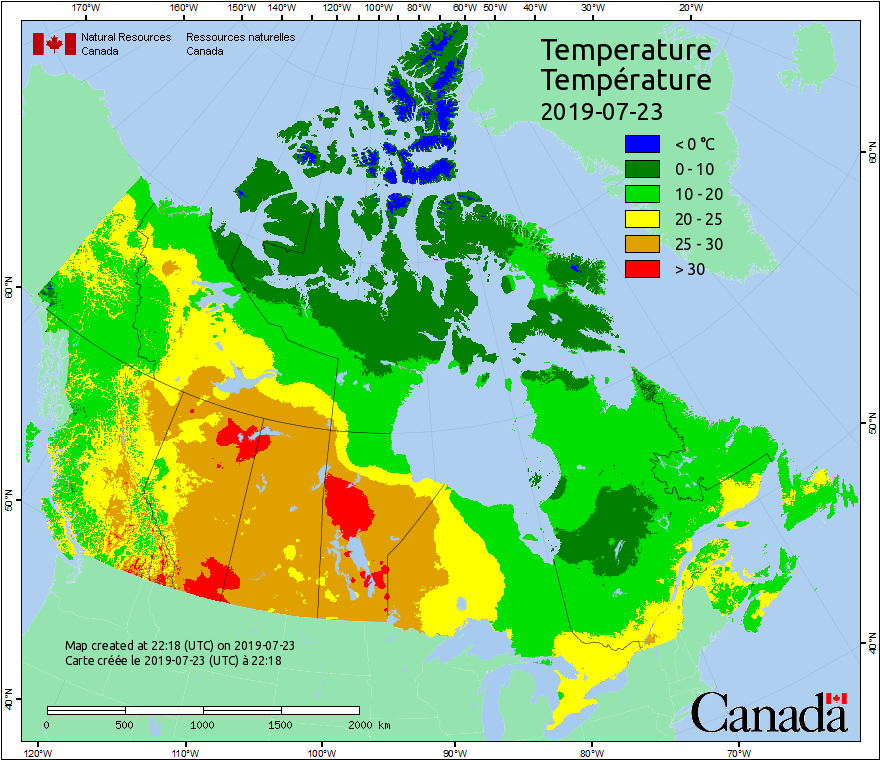 170°W 160°W 150°W 140°W 130°W 120°W 110°W 100°W 90°W 80°W 70°W 60°W 50°W 40°W 30°W 20°W
Natural Resources Canada
Ressources naturelles Canada
Temperature
Température
2019-07-23
< 0 °C
0 - 10
10 - 20
20 - 25
25 - 30
> 30
60°N
50°N
40°N
60°N
50°N
40°N
Map created at 22:18 (UTC) on 2019-07-23
Carte créée le 2019-07-23 (UTC) à 22:18
0 500 1000 1500 2000 km
Canada
120°W 110°W 100°W 90°W 80°W 70°W